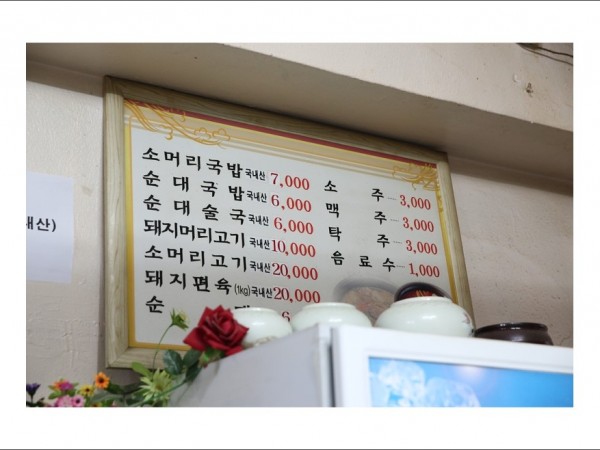 소머리국밥 국내산 7,000
순대국밥 국내산 6,000
순대술국 국내산 6,000
돼지머리고기 국내산 10,000
소머리고기 국내산 20,000
돼지편육 (1kg) 국내산 20,000
순
소 주 3,000
맥 주 3,000
탁 주 3,000
음료수 1,000
내산)